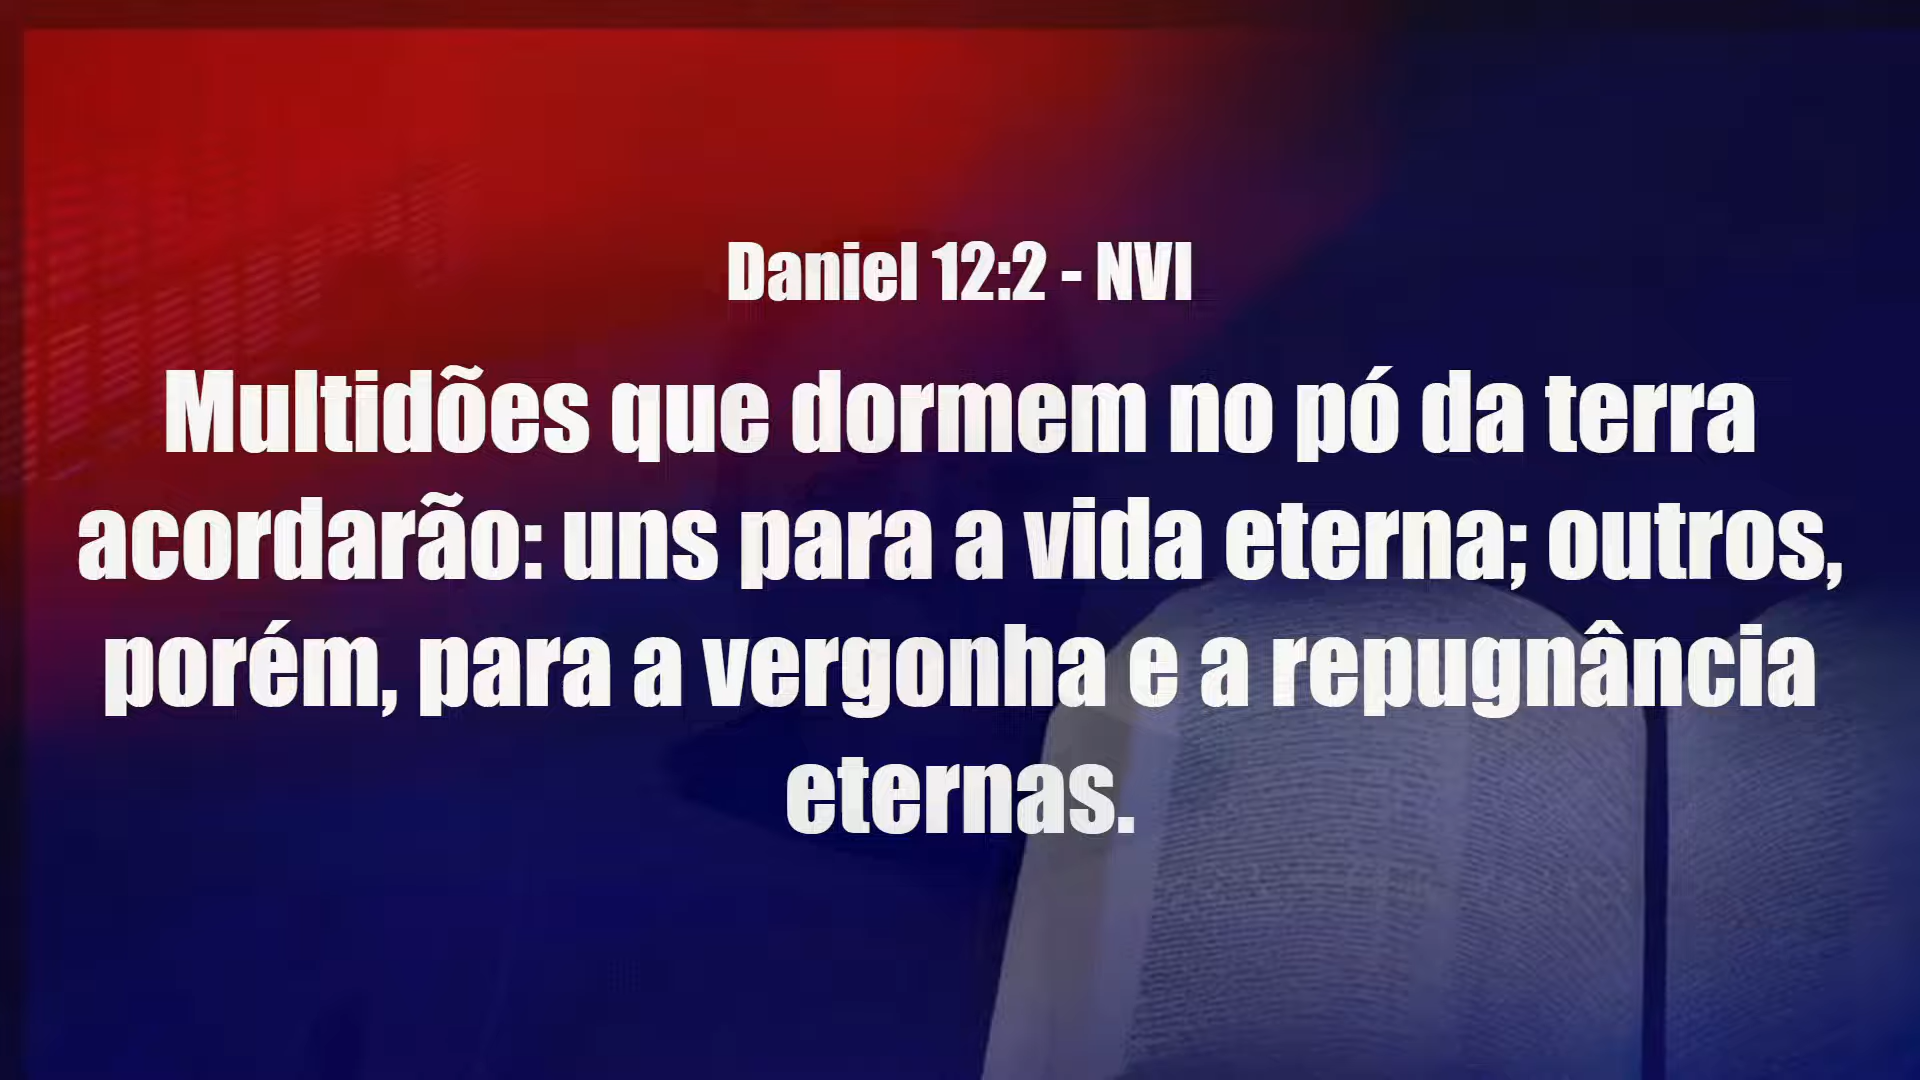 Daniel 12:2 - NVI
Multidões que dormem no pó da terra
acordarão: uns para a vida eterna; outros,
porém, para a vergonha e a repugnância
eternas.